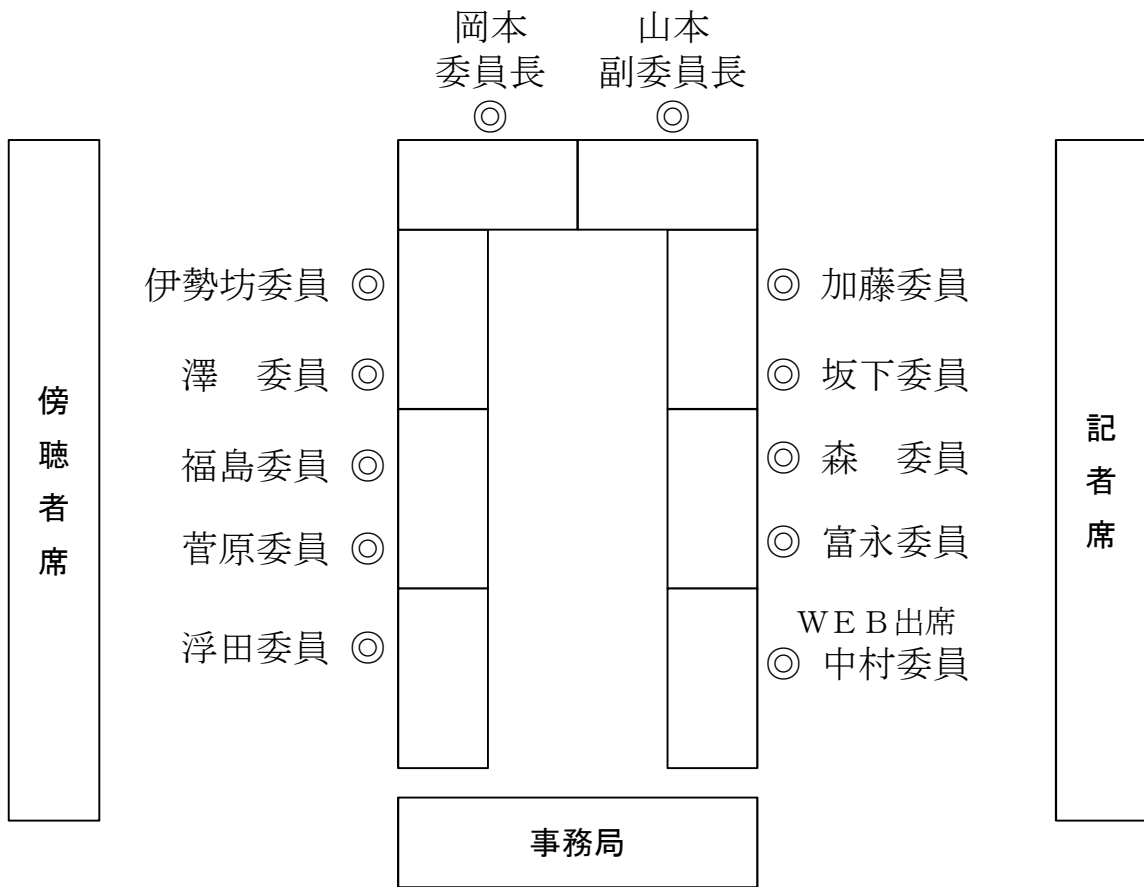 岡本
委員長
◎
山本
副委員長
◎
伊勢坊委員 ◎
澤　委員 ◎
福島委員 ◎
菅原委員 ◎
浮田委員 ◎
◎ 加藤委員
◎ 坂下委員
◎ 森　委員
◎ 富永委員
ＷＥＢ出席
◎ 中村委員
傍聴者席
記者席
事務局